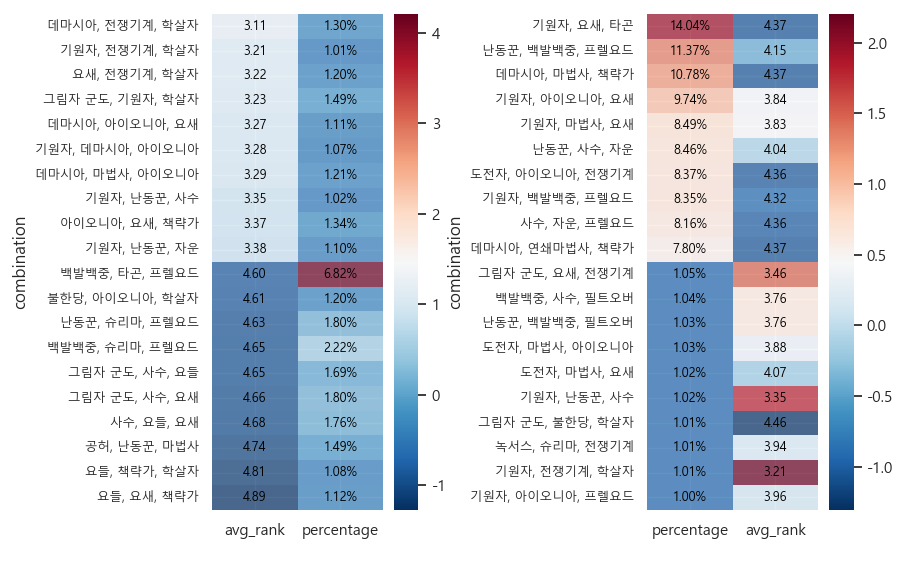 combination
데마시아, 전쟁기계, 학살자 3.11 1.30%
기원자, 전쟁기계, 학살자 3.21 1.01%
요새, 전쟁기계, 학살자 3.22 1.20%
그림자 군도, 기원자, 학살자 3.23 1.49%
데마시아, 아이오니아, 요새 3.27 1.11%
기원자, 데마시아, 아이오니아 3.28 1.07%
데마시아, 마법사, 아이오니아 3.29 1.21%
기원자, 난동꾼, 사수 3.35 1.02%
아이오니아, 요새, 책략가 3.37 1.34%
기원자, 난동꾼, 자운 3.38 1.10%
백발백중, 타곤, 프렐요드 4.60 6.82%
불한당, 아이오니아, 학살자 4.61 1.20%
난동꾼, 슈리마, 프렐요드 4.63 1.80%
백발백중, 슈리마, 프렐요드 4.65 2.22%
그림자 군도, 사수, 요들 4.65 1.69%
그림자 군도, 사수, 요새 4.66 1.80%
사수, 요들, 요새 4.68 1.76%
공허, 난동꾼, 마법사 4.74 1.49%
요들, 책략가, 학살자 4.81 1.08%
요들, 요새, 책략가 4.89 1.12%
avg_rank percentage
4
3
2
1
0
-1
combination
기원자, 요새, 타곤 14.04% 4.37
난동꾼, 백발백중, 프렐요드 11.37% 4.15
데마시아, 마법사, 책략가 10.78% 4.37
기원자, 아이오니아, 요새 9.74% 3.84
기원자, 마법사, 요새 8.49% 3.83
난동꾼, 사수, 자운 8.46% 4.04
도전자, 아이오니아, 전쟁기계 8.37% 4.36
기원자, 백발백중, 프렐요드 8.35% 4.32
사수, 자운, 프렐요드 8.16% 4.36
데마시아, 연쇄마법사, 책략가 7.80% 4.37
그림자 군도, 요새, 전쟁기계 1.05% 3.46
백발백중, 사수, 필트오버 1.04% 3.76
난동꾼, 백발백중, 필트오버 1.03% 3.76
도전자, 마법사, 아이오니아 1.03% 3.88
도전자, 마법사, 요새 1.02% 4.07
기원자, 난동꾼, 사수 1.02% 3.35
그림자 군도, 불한당, 학살자 1.01% 4.46
녹서스, 슈리마, 전쟁기계 1.01% 3.94
기원자, 전쟁기계, 학살자 1.01% 3.21
기원자, 아이오니아, 프렐요드 1.00% 3.96
percentage avg_rank
2.0
1.5
1.0
0.5
0.0
-0.5
-1.0